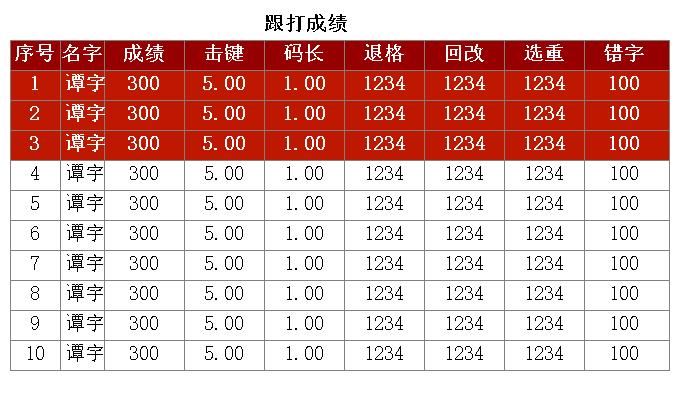 跟打成绩
序号 名字 成绩 击键 码长 退格 回改 选重 错字
1 谭字 300 5.00 1.00 1234 1234 1234 100
2 谭字 300 5.00 1.00 1234 1234 1234 100
3 谭字 300 5.00 1.00 1234 1234 1234 100
4 谭字 300 5.00 1.00 1234 1234 1234 100
5 谭字 300 5.00 1.00 1234 1234 1234 100
6 谭字 300 5.00 1.00 1234 1234 1234 100
7 谭字 300 5.00 1.00 1234 1234 1234 100
8 谭字 300 5.00 1.00 1234 1234 1234 100
9 谭字 300 5.00 1.00 1234 1234 1234 100
10 谭字 300 5.00 1.00 1234 1234 1234 100